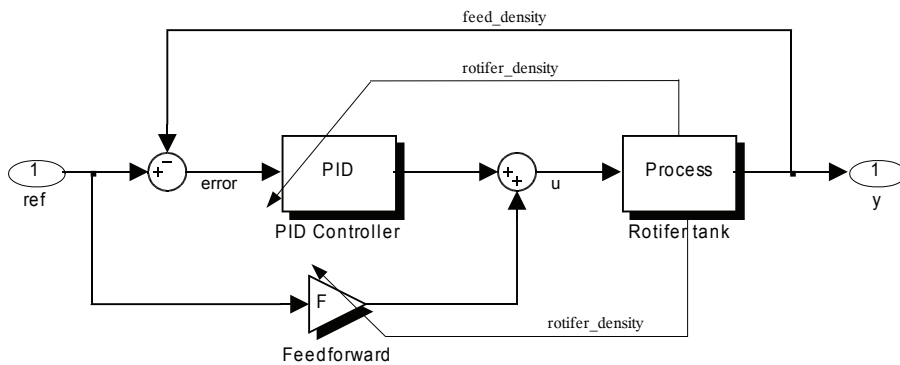 feed_density
rotifer_density
1
ref
+
−
error
PID
PID Controller
+
+
u
Process
Rotifer tank
1
y
F
Feedforward
rotifer_density